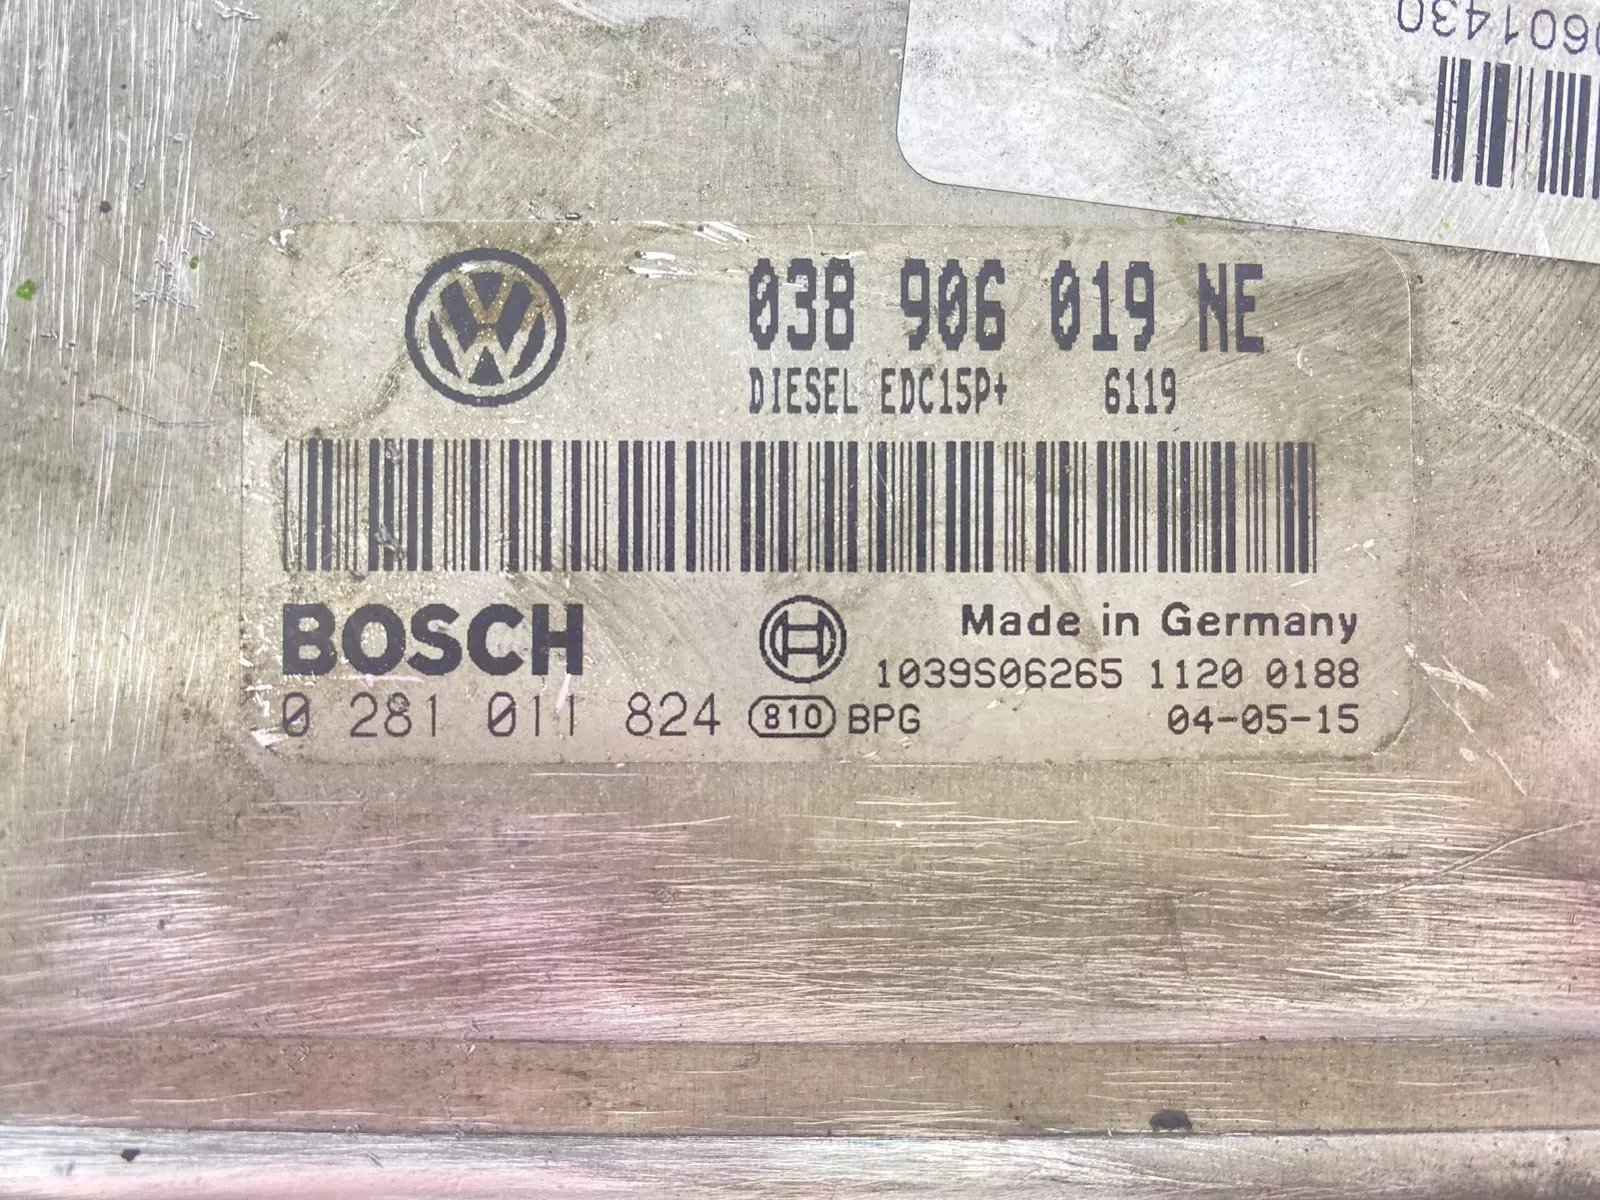 0601430
038 906 019 NE
DIESEL EDC15P+ 6119
BOSCH
Made in Germany
1039S06265 1120 0188
0 281 011 824 810 BPG 04-05-15